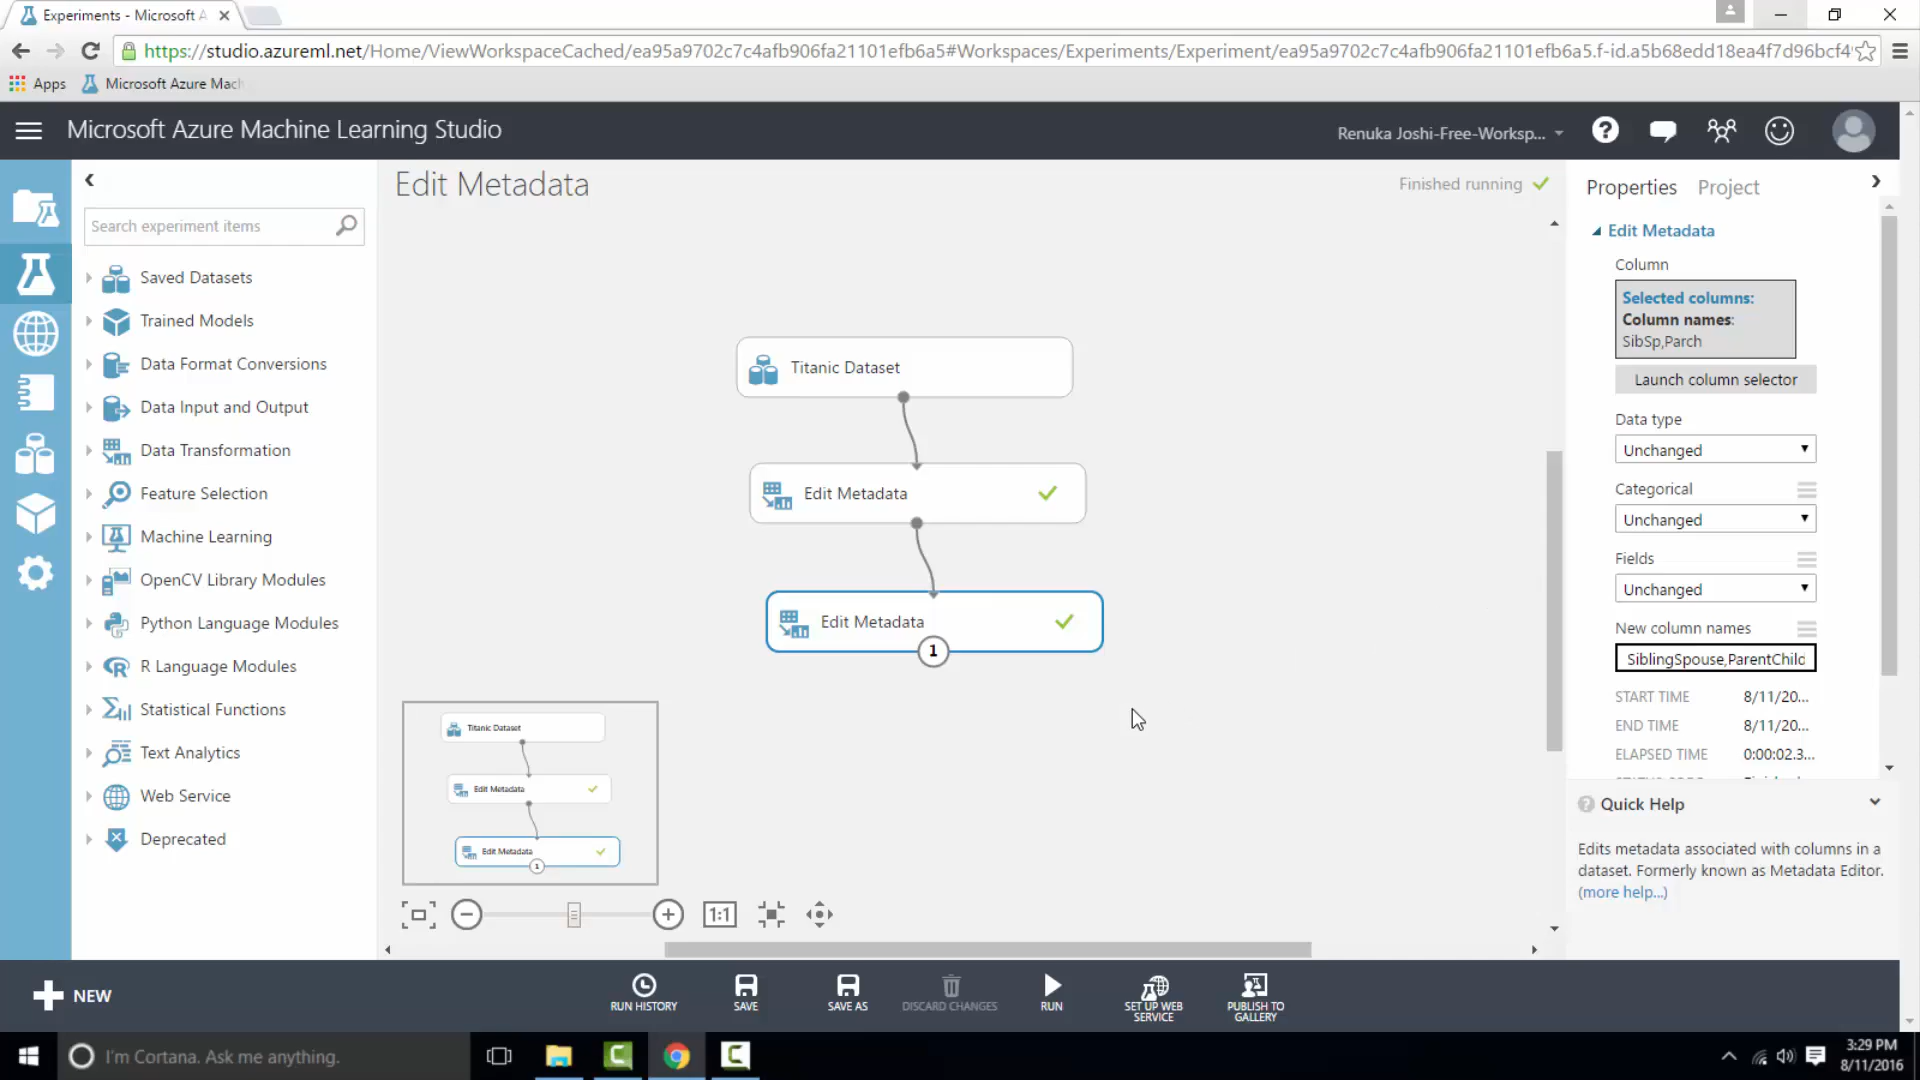 Experiments - Microsoft A
https://studio.azureml.net/Home/ViewWorkspaceCached/ea95a9702c7c4afb906fa21101efb6a5#Workspaces/Experiments/Experiment/ea95a9702c7c4afb906fa21101efb6a5.f-id.a5b68edd18ea4f7d96bcf4
Apps
Microsoft Azure Mach
Microsoft Azure Machine Learning Studio
Renuka Joshi-Free-Worksp...
Search experiment items
Saved Datasets
Trained Models
Data Format Conversions
Data Input and Output
Data Transformation
Feature Selection
Machine Learning
OpenCV Library Modules
Python Language Modules
R Language Modules
Statistical Functions
Text Analytics
Web Service
Deprecated
Edit Metadata
Finished running
Titanic Dataset
Edit Metadata
Edit Metadata
1
Titanic Dataset
Edit Metadata
Edit Metadata
1
1:1
Properties
Project
Edit Metadata
Column
Selected columns:
Column names:
SibSp,Parch
Launch column selector
Data type
Unchanged
Categorical
Unchanged
Fields
Unchanged
New column names
SiblingSpouse,ParentChild
START TIME 8/11/20...
END TIME 8/11/20...
ELAPSED TIME 0:00:02.3...
Quick Help
Edits metadata associated with columns in a
dataset. Formerly known as Metadata Editor.
(more help...)
NEW
RUN HISTORY
SAVE
SAVE AS
DISCARD CHANGES
RUN
SET UP WEB
SERVICE
PUBLISH TO
GALLERY
I'm Cortana. Ask me anything.
3:29 PM
8/11/2016